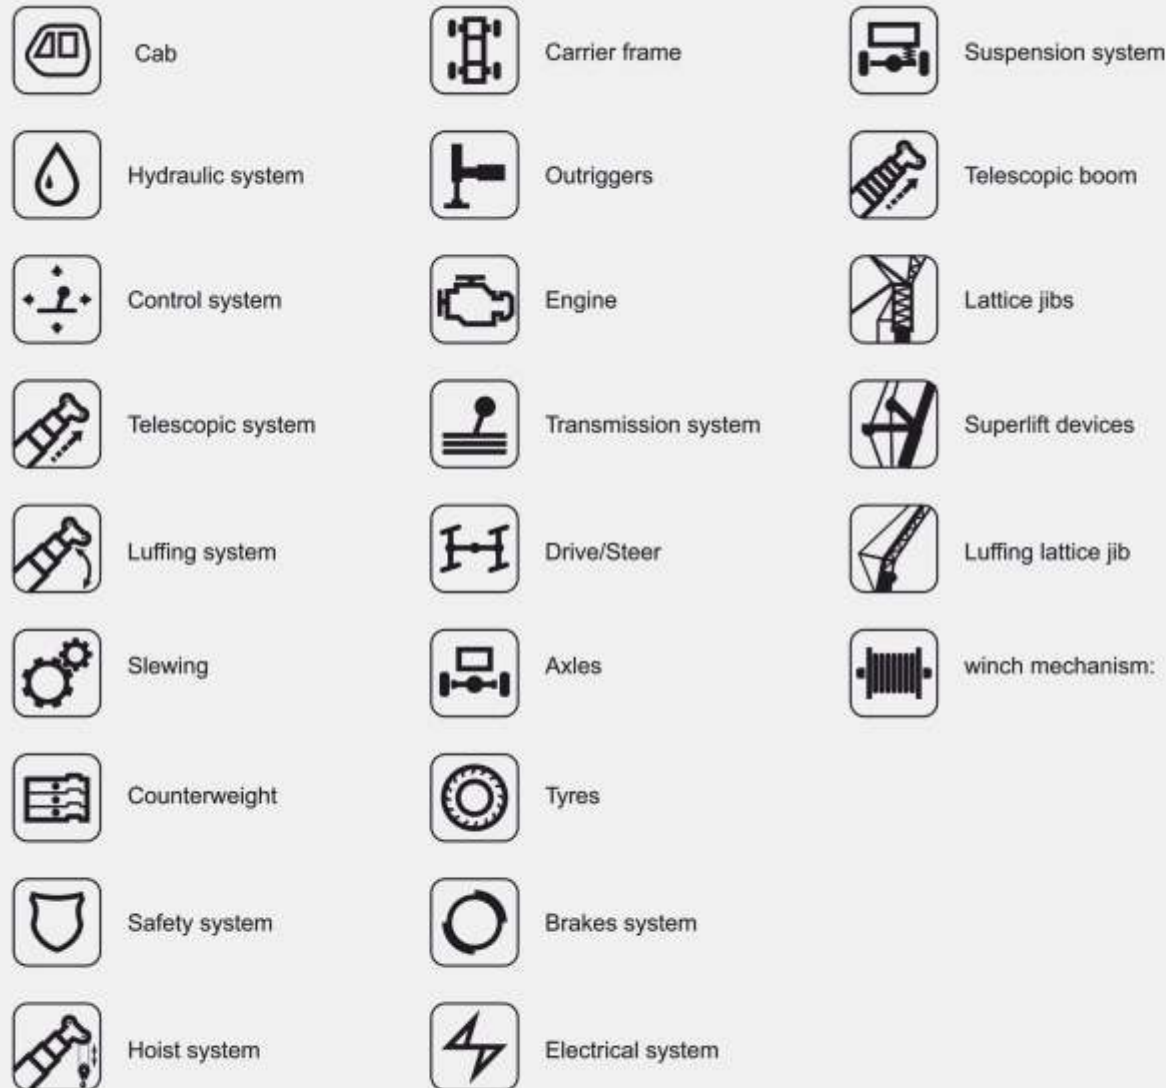 Cab
Hydraulic system
Control system
Telescopic system
Luffing system
Slewing
Counterweight
Safety system
Hoist system
Carrier frame
Outriggers
Engine
Transmission system
Drive/Steer
Axles
Tyres
Brakes system
Electrical system
Suspension system
Telescopic boom
Lattice jibs
Superlift devices
Luffing lattice jib
winch mechanism: